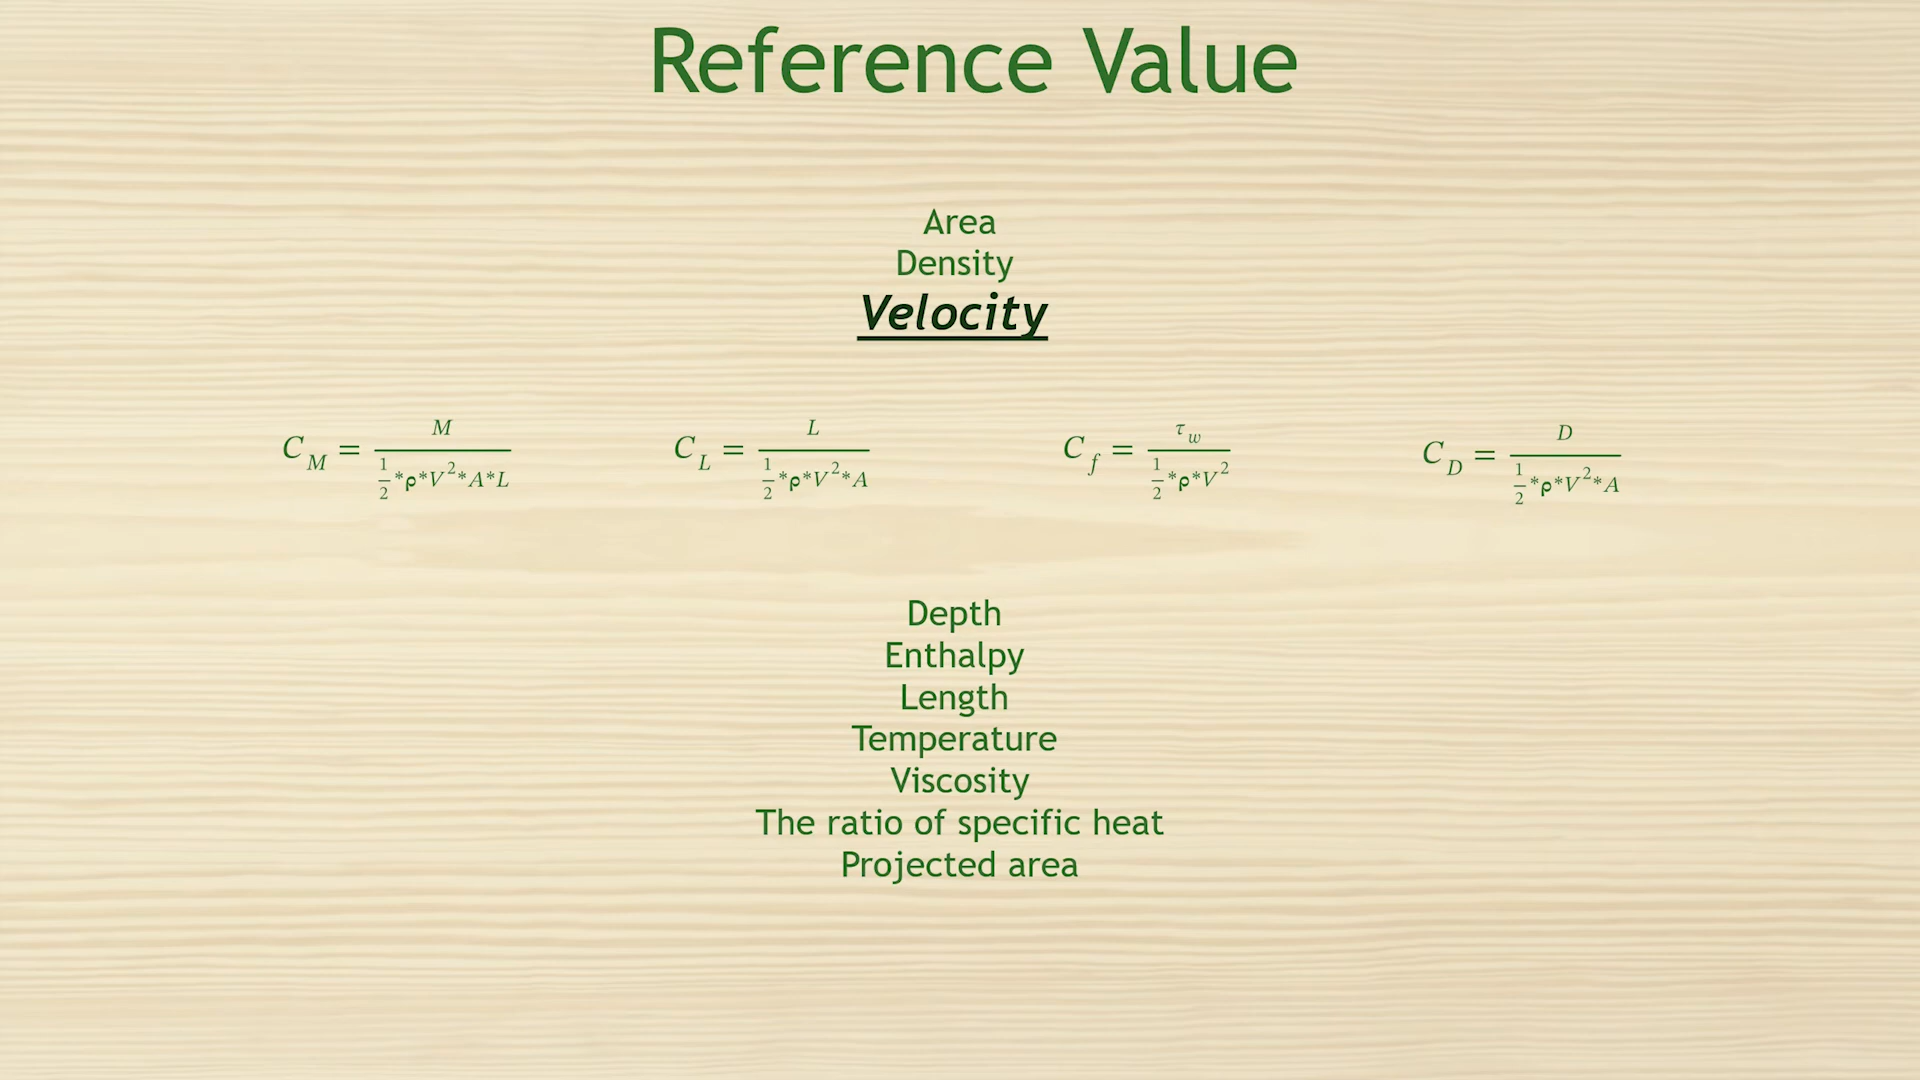 Reference Value
Area
Density
Velocity
C_M = M / (1/2*ρ*V^2*A*L)
C_L = L / (1/2*ρ*V^2*A)
C_f = τ_w / (1/2*ρ*V^2)
C_D = D / (1/2*ρ*V^2*A)
Depth
Enthalpy
Length
Temperature
Viscosity
The ratio of specific heat
Projected area